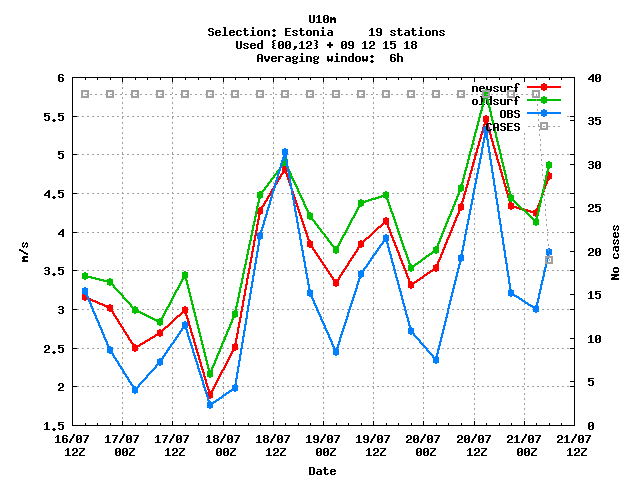 U10m
Selection: Estonia     19 stations
Used {00,12} + 09 12 15 18
Averaging window:  6h
newsurf
oldsurf
OBS
CASES
6
5.5
5
4.5
4
3.5
3
2.5
2
1.5
m/s
40
35
30
25
20
15
10
5
0
No cases
16/07 17/07 17/07 18/07 18/07 19/07 19/07 20/07 20/07 21/07 21/07
12Z 00Z 12Z 00Z 12Z 00Z 12Z 00Z 12Z 00Z 12Z
Date